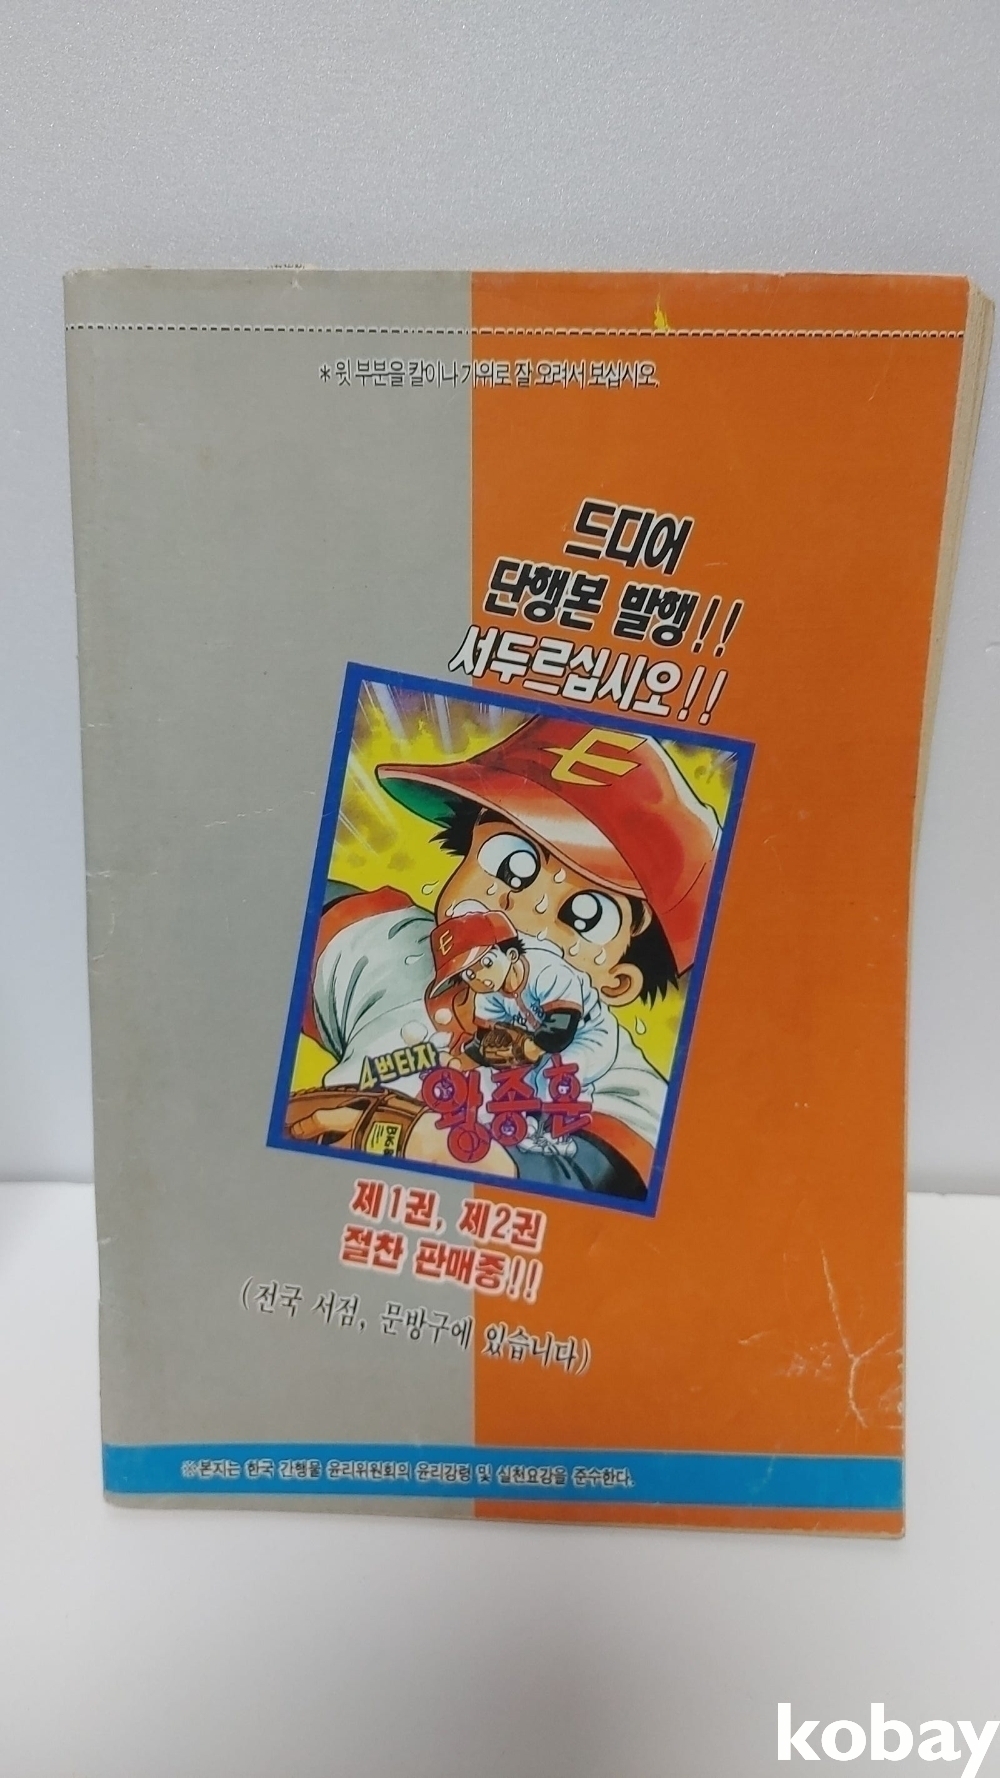 *윗 부분을 칼이나 가위로 잘 오려서 보십시오.
드디어
단행본 발행!!
서두르십시오!!
E
E
4번타자
왕종훈
제1권, 제2권
절찬 판매중!!
(전국 서점, 문방구에 있습니다)
※본지는 한국 간행물 윤리위원회의 윤리강령 및 실천요강을 준수한다.
kobay